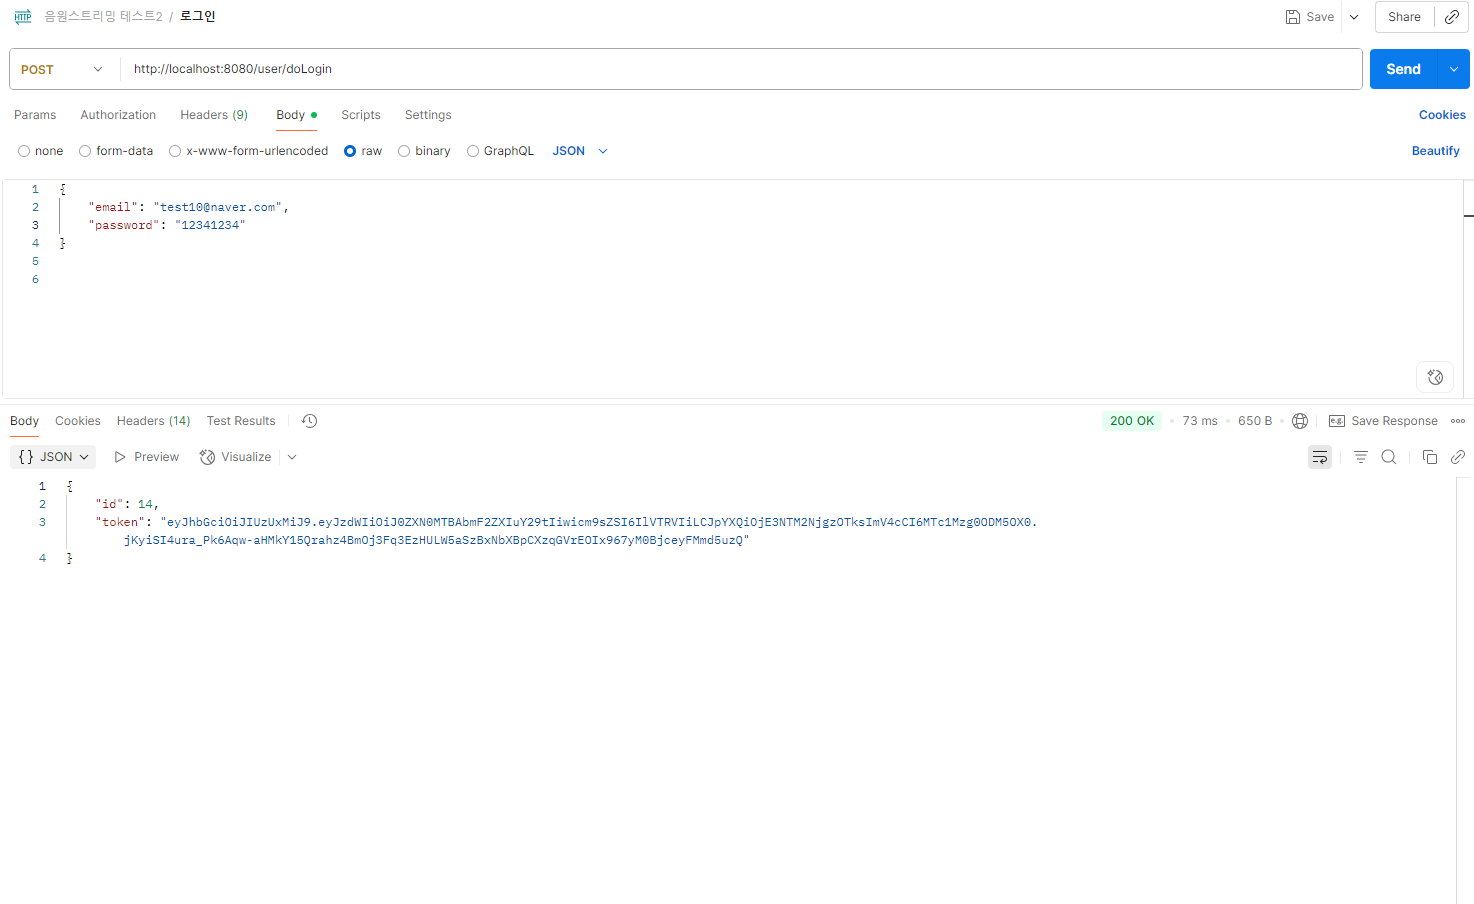 HTTP 음원스트리밍 테스트2 / 로그인 Save Share
POST http://localhost:8080/user/doLogin Send
Params Authorization Headers (9) Body Scripts Settings Cookies
none form-data x-www-form-urlencoded raw binary GraphQL JSON Beautify
1 {
2 "email": "test10@naver.com",
3 "password": "12341234"
4 }
5
6
Body Cookies Headers (14) Test Results 200 OK • 73 ms • 650 B • e.g. Save Response
{} JSON Preview Visualize
1 {
2 "id": 14,
3 "token": "eyJhbGciOiJIUzUxMiJ9.eyJzdWIiOiJ0ZXN0MTBAbmF2ZXIuY29tIiwicm9sZSI6IlVTRVIiLCJpYXQiOjE3NTM2NjgzOTksImV4cCI6MTc1Mzg0ODM5OX0.
jKyiSI4ura_Pk6Aqw-aHMkY15Qrahz4BmOj3Fq3EzHULW5aSzBxNbXBpCXzqGVrEOIx967yM0BjceyFMmd5uzQ"
4 }